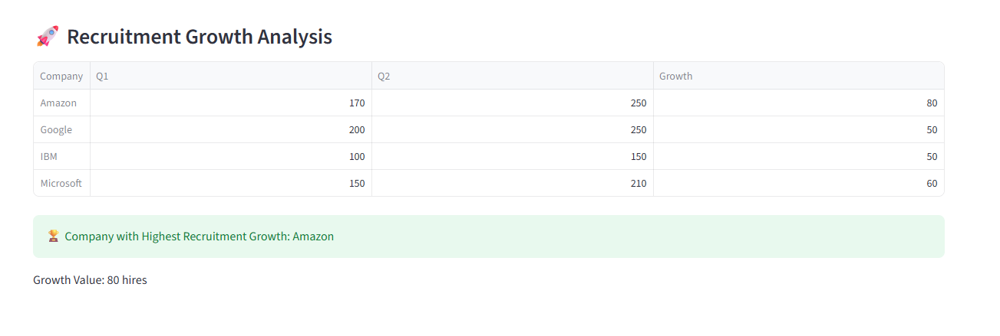 🚀 Recruitment Growth Analysis
Company Q1 Q2 Growth
Amazon 170 250 80
Google 200 250 50
IBM 100 150 50
Microsoft 150 210 60
🏆 Company with Highest Recruitment Growth: Amazon
Growth Value: 80 hires